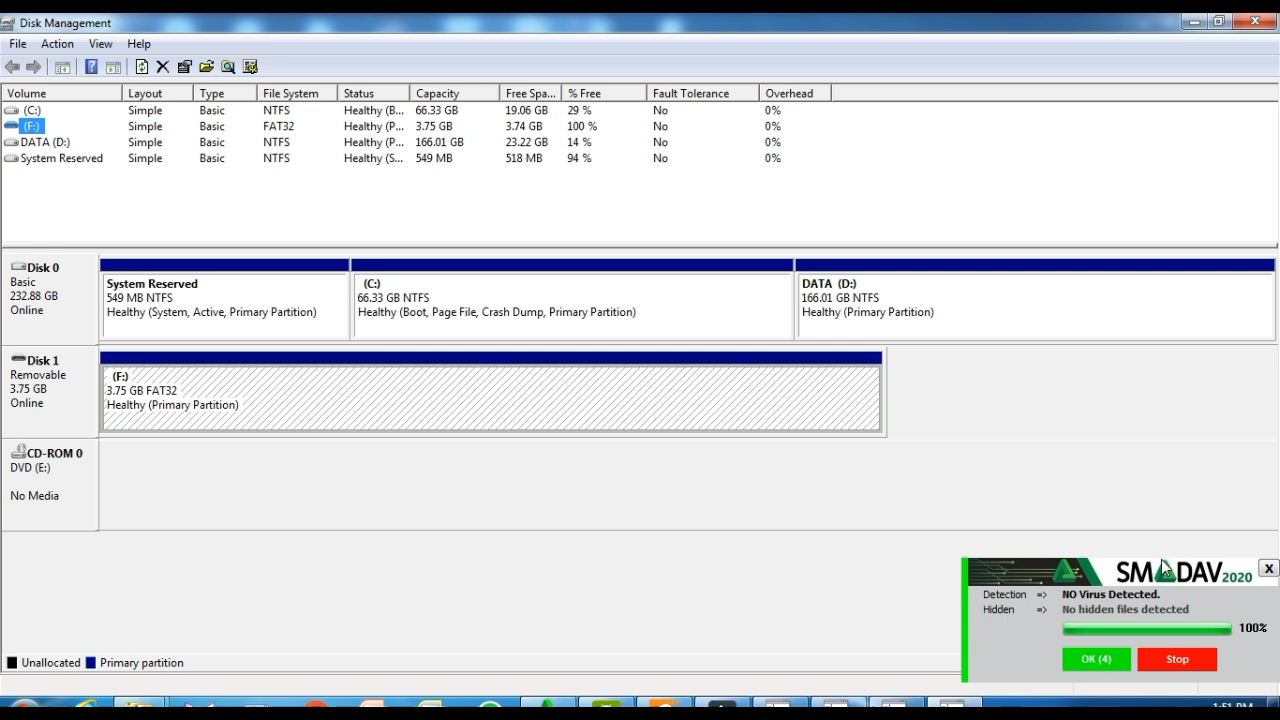 Disk Management
File Action View Help
Volume Layout Type File System Status Capacity Free Spa... % Free Fault Tolerance Overhead
(C:) Simple Basic NTFS Healthy (B... 66.33 GB 19.06 GB 29 % No 0%
(F:) Simple Basic FAT32 Healthy (P... 3.75 GB 3.74 GB 100 % No 0%
DATA (D:) Simple Basic NTFS Healthy (P... 166.01 GB 23.22 GB 14 % No 0%
System Reserved Simple Basic NTFS Healthy (S... 549 MB 518 MB 94 % No 0%
Disk 0
Basic
232.88 GB
Online
System Reserved
549 MB NTFS
Healthy (System, Active, Primary Partition)
(C:)
66.33 GB NTFS
Healthy (Boot, Page File, Crash Dump, Primary Partition)
DATA (D:)
166.01 GB NTFS
Healthy (Primary Partition)
Disk 1
Removable
3.75 GB
Online
(F:)
3.75 GB FAT32
Healthy (Primary Partition)
CD-ROM 0
DVD (E:)
No Media
SMADAV 2020
X
Detection => NO Virus Detected.
Hidden => No hidden files detected
100%
OK (4) Stop
Unallocated Primary partition
1:51 PM